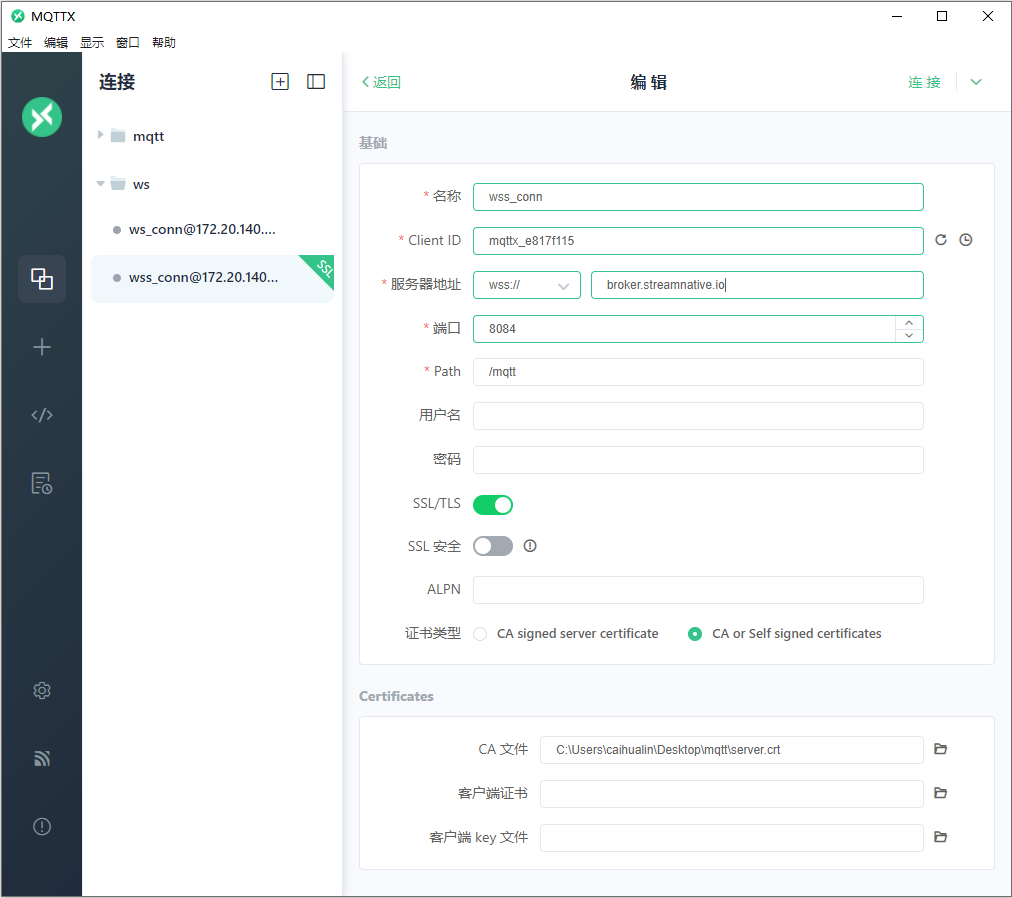 MQTTX
文件 编辑 显示 窗口 帮助
连接
mqtt
ws
ws_conn@172.20.140....
wss_conn@172.20.140...
SSL
返回
编辑
连接
基础
* 名称 wss_conn
* Client ID mqttx_e817f115
* 服务器地址 wss:// broker.streamnative.io
* 端口 8084
* Path /mqtt
用户名
密码
SSL/TLS
SSL 安全
ALPN
证书类型 CA signed server certificate CA or Self signed certificates
Certificates
CA 文件 C:\Users\caihualin\Desktop\mqtt\server.crt
客户端证书
客户端 key 文件